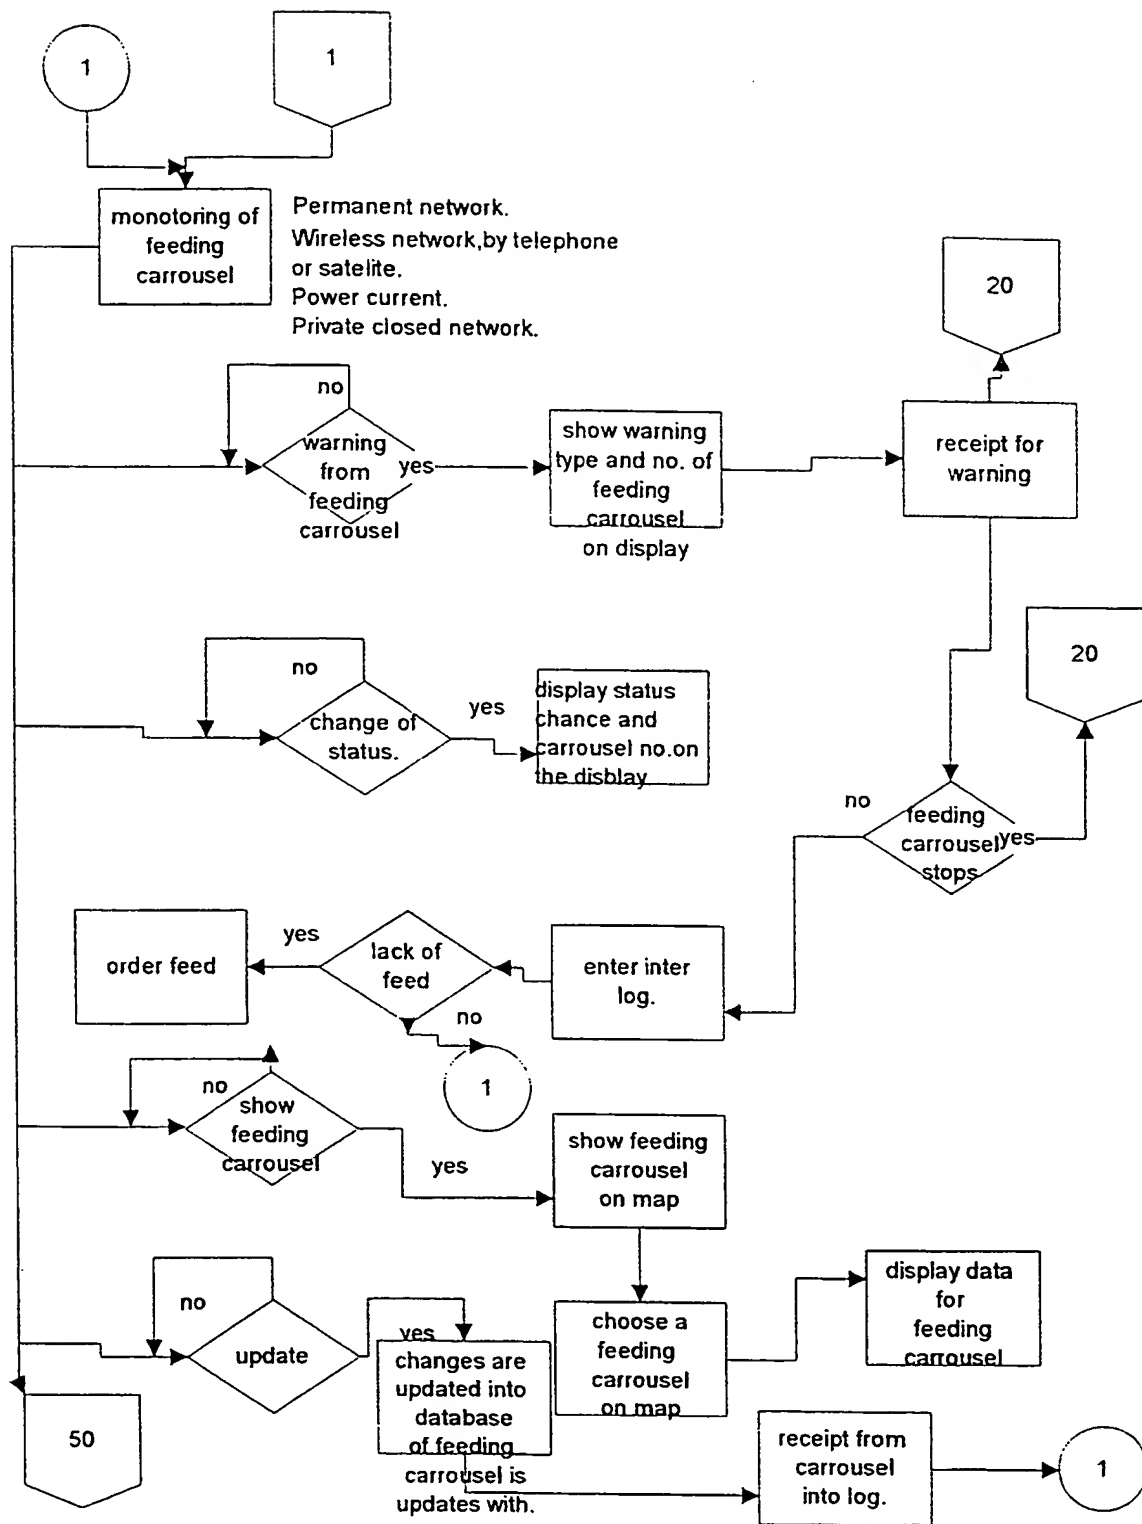 1
1
monotoring of
feeding
carrousel
Permanent network.
Wireless network,by telephone
or satelite.
Power current.
Private closed network.
20
no
warning
from
feeding
carrousel
yes
show warning
type and no. of
feeding
carrousel
on display
receipt for
warning
no
change of
status.
yes
display status
chance and
carrousel no.on
the disblay
20
no
feeding
carrousel
stops
yes
order feed
yes
lack of
feed
no
enter inter
log.
1
no
show
feeding
carrousel
yes
show feeding
carrousel
on map
no
update
yes
changes are
updated into
database
of feeding
carrousel is
updates with.
choose a
feeding
carrousel
on map
display data
for
feeding
carrousel
50
receipt from
carrousel
into log.
1